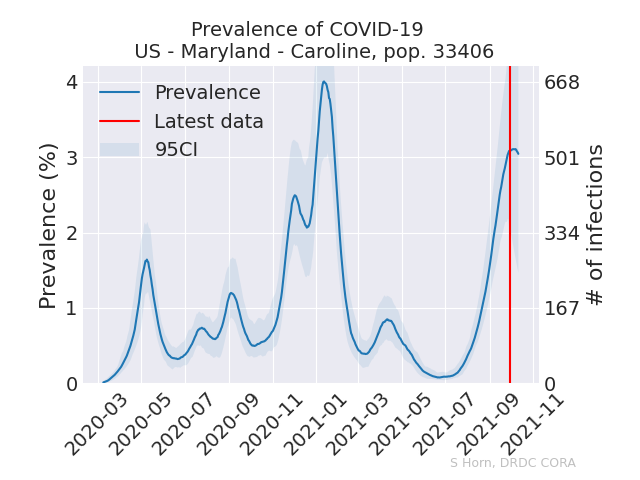 Prevalence of COVID-19
US - Maryland - Caroline, pop. 33406
Prevalence
Latest data
95CI
Prevalence (%)
4
3
2
1
0
# of infections
668
501
334
167
0
2020-03
2020-05
2020-07
2020-09
2020-11
2021-01
2021-03
2021-05
2021-07
2021-09
2021-11
S Horn, DRDC CORA